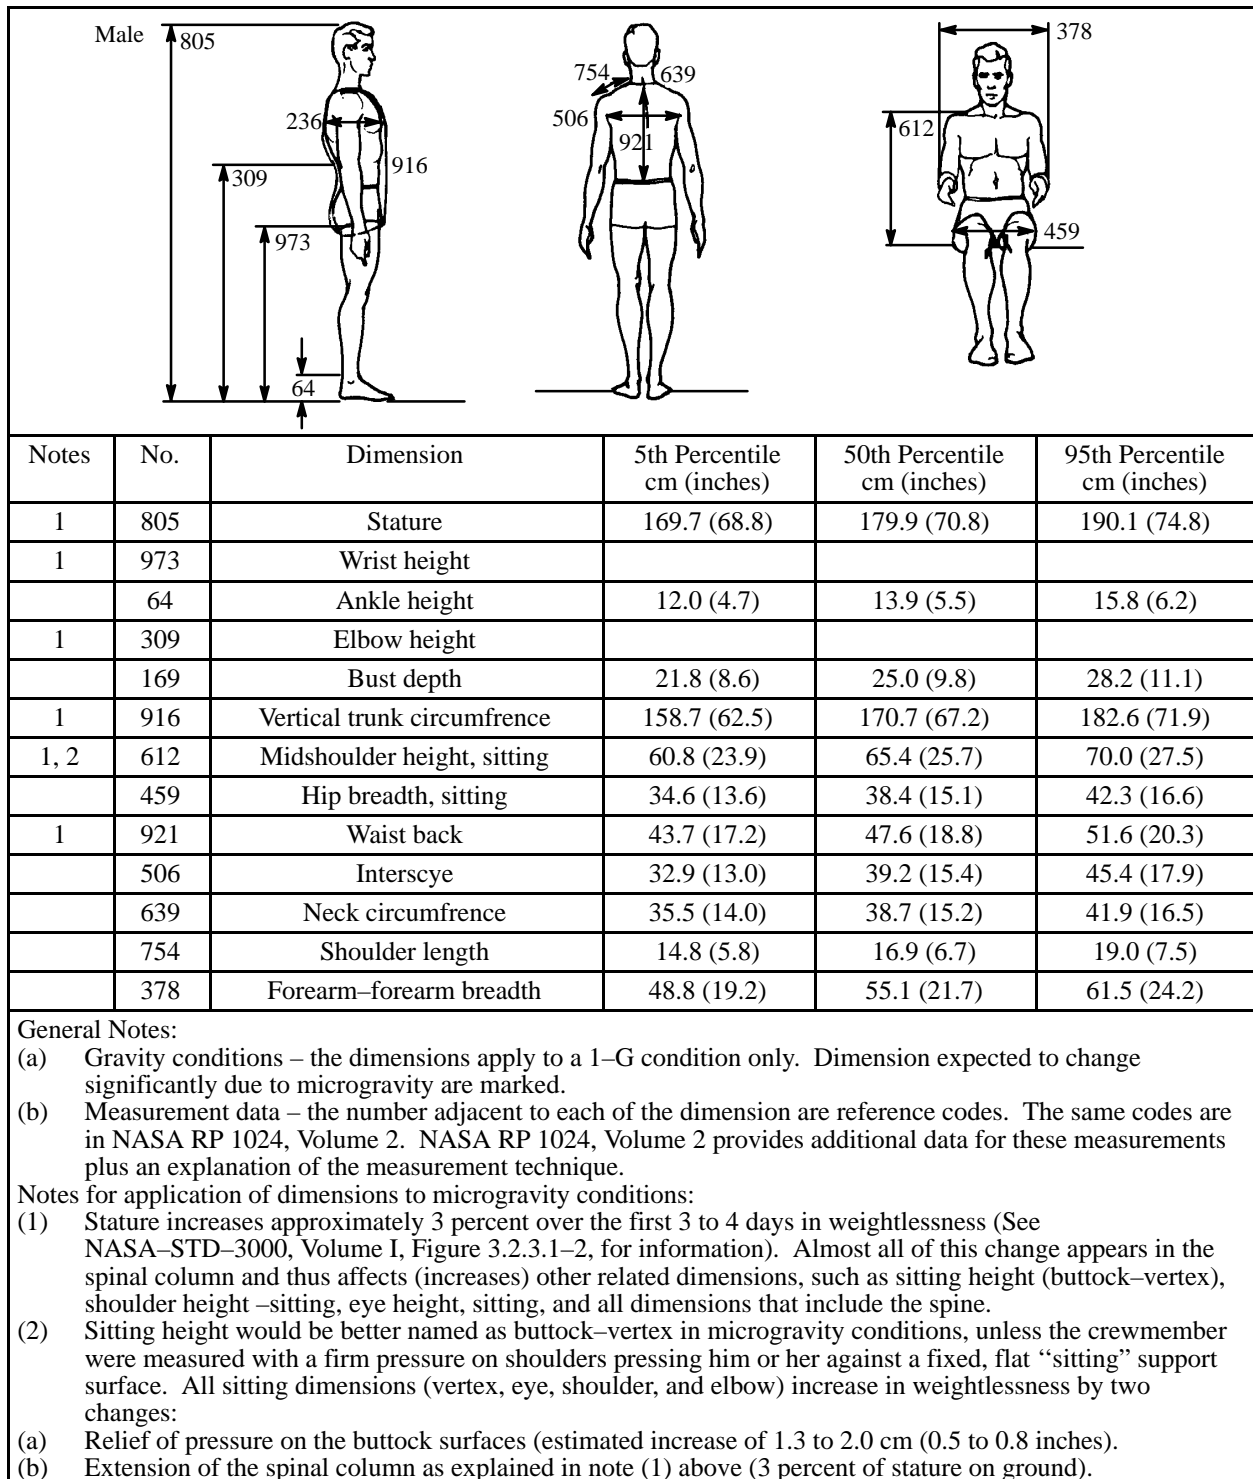 Male
805
236
309
916
973
64
754
639
506
921
378
612
459
Notes No. Dimension 5th Percentile cm (inches) 50th Percentile cm (inches) 95th Percentile cm (inches)
1 805 Stature 169.7 (68.8) 179.9 (70.8) 190.1 (74.8)
1 973 Wrist height
64 Ankle height 12.0 (4.7) 13.9 (5.5) 15.8 (6.2)
1 309 Elbow height
169 Bust depth 21.8 (8.6) 25.0 (9.8) 28.2 (11.1)
1 916 Vertical trunk circumfrence 158.7 (62.5) 170.7 (67.2) 182.6 (71.9)
1, 2 612 Midshoulder height, sitting 60.8 (23.9) 65.4 (25.7) 70.0 (27.5)
459 Hip breadth, sitting 34.6 (13.6) 38.4 (15.1) 42.3 (16.6)
1 921 Waist back 43.7 (17.2) 47.6 (18.8) 51.6 (20.3)
506 Interscye 32.9 (13.0) 39.2 (15.4) 45.4 (17.9)
639 Neck circumfrence 35.5 (14.0) 38.7 (15.2) 41.9 (16.5)
754 Shoulder length 14.8 (5.8) 16.9 (6.7) 19.0 (7.5)
378 Forearm–forearm breadth 48.8 (19.2) 55.1 (21.7) 61.5 (24.2)
General Notes:
(a) Gravity conditions – the dimensions apply to a 1–G condition only. Dimension expected to change
significantly due to microgravity are marked.
(b) Measurement data – the number adjacent to each of the dimension are reference codes. The same codes are
in NASA RP 1024, Volume 2. NASA RP 1024, Volume 2 provides additional data for these measurements
plus an explanation of the measurement technique.
Notes for application of dimensions to microgravity conditions:
(1) Stature increases approximately 3 percent over the first 3 to 4 days in weightlessness (See
NASA–STD–3000, Volume I, Figure 3.2.3.1–2, for information). Almost all of this change appears in the
spinal column and thus affects (increases) other related dimensions, such as sitting height (buttock–vertex),
shoulder height –sitting, eye height, sitting, and all dimensions that include the spine.
(2) Sitting height would be better named as buttock–vertex in microgravity conditions, unless the crewmember
were measured with a firm pressure on shoulders pressing him or her against a fixed, flat ‘‘sitting” support
surface. All sitting dimensions (vertex, eye, shoulder, and elbow) increase in weightlessness by two
changes:
(a) Relief of pressure on the buttock surfaces (estimated increase of 1.3 to 2.0 cm (0.5 to 0.8 inches).
(b) Extension of the spinal column as explained in note (1) above (3 percent of stature on ground).